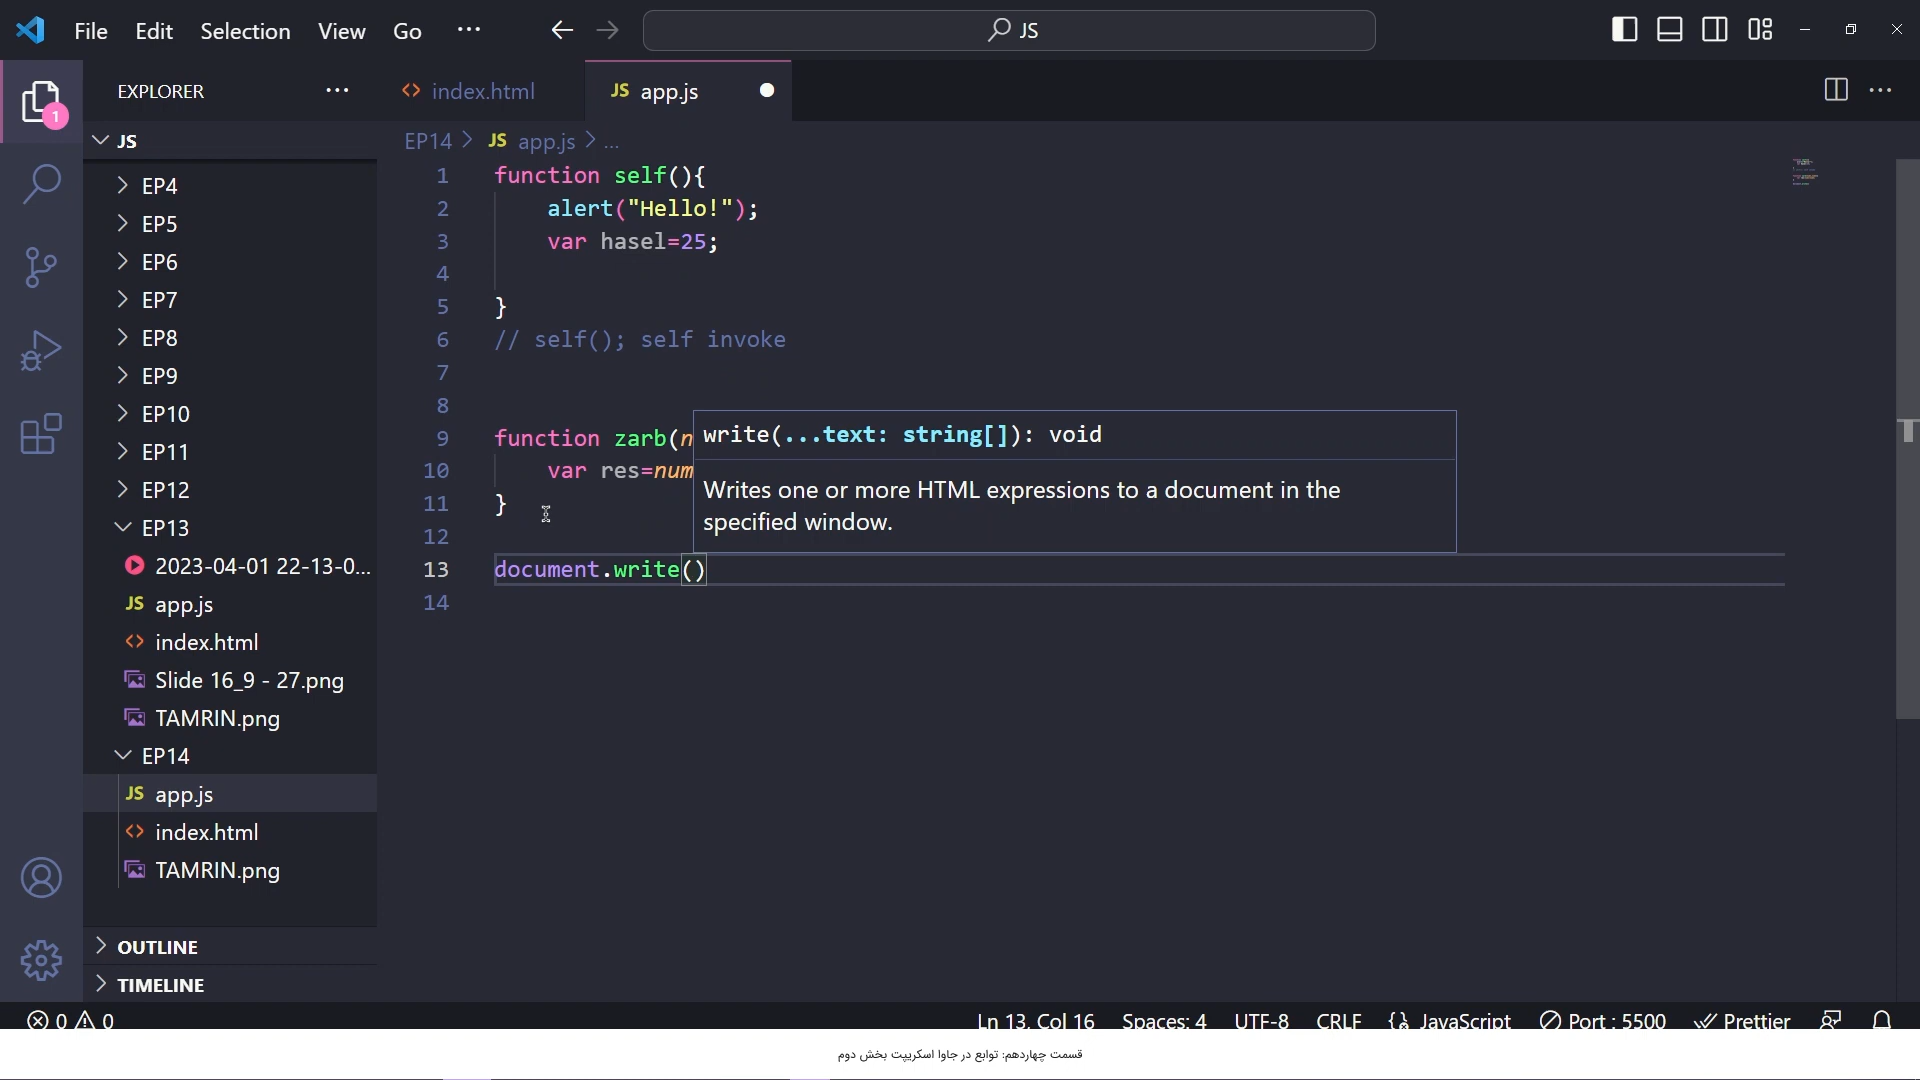 File Edit Selection View Go ...
JS
EXPLORER ...
index.html
JS app.js
1
JS
EP14 > JS app.js > ...
EP4
EP5
EP6
EP7
EP8
EP9
EP10
EP11
EP12
EP13
2023-04-01 22-13-0...
JS app.js
index.html
Slide 16_9 - 27.png
TAMRIN.png
EP14
JS app.js
index.html
TAMRIN.png
OUTLINE
TIMELINE
1 function self(){
2 alert("Hello!");
3 var hasel=25;
4
5 }
6 // self(); self invoke
7
8
9 function zarb(n
10 var res=num
11 }
12
13 document.write()
14
write(...text: string[]): void
Writes one or more HTML expressions to a document in the
specified window.
0 0
Ln 13, Col 16 Spaces: 4 UTF-8 CRLF {} JavaScript Port : 5500 Prettier
قسمت چهاردهم: توابع در جاوا اسکریپت بخش دوم